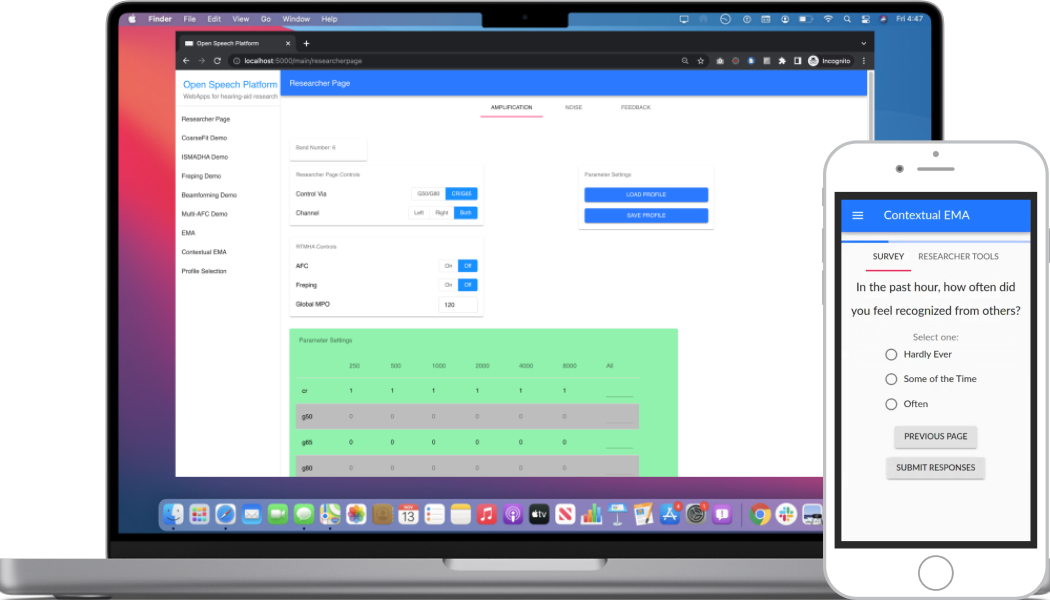 Finder File Edit View Go Window Help
Fri 4:47
Open Speech Platform
localhost:5000/main/researcherpage
Incognito
Open Speech Platform
WebApps for hearing-aid research
Researcher Page
CoarseFit Demo
ISMADHA Demo
Freping Demo
Beamforming Demo
Multi-AFC Demo
EMA
Contextual EMA
Profile Selection
Researcher Page
AMPLIFICATION NOISE FEEDBACK
Band Number: 6
Researcher Page Controls
Control Via G50/G80 CR/G65
Channel Left Right Both
Parameter Settings
LOAD PROFILE
SAVE PROFILE
RTMHA Controls
AFC On Off
Freping On Off
Global MPO 120
Parameter Settings
250 500 1000 2000 4000 8000 All
cr 1 1 1 1 1 1
g50 0 0 0 0 0 0
g65 0 0 0 0 0 0
g80 0 0 0 0 0 0
NOV
13
tv
Contextual EMA
SURVEY RESEARCHER TOOLS
In the past hour, how often did
you feel recognized from others?
Select one:
Hardly Ever
Some of the Time
Often
PREVIOUS PAGE
SUBMIT RESPONSES